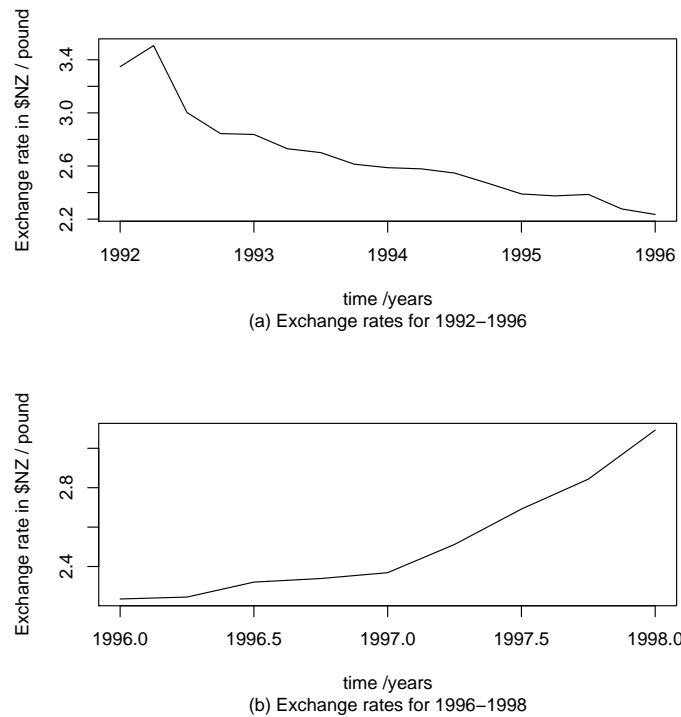 Exchange rate in $NZ / pound
3.4
3.0
2.6
2.2
1992 1993 1994 1995 1996
time /years
(a) Exchange rates for 1992−1996
Exchange rate in $NZ / pound
2.8
2.4
1996.0 1996.5 1997.0 1997.5 1998.0
time /years
(b) Exchange rates for 1996−1998